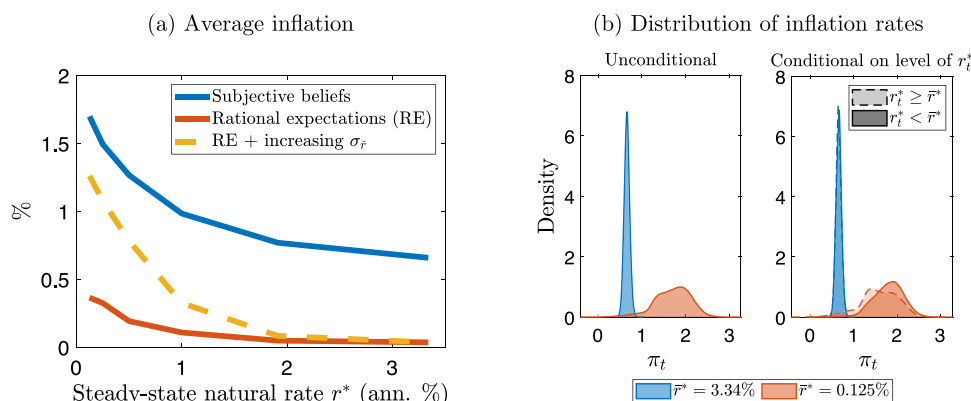 (a) Average inflation
2
1.5
1
0.5
0
%
0
1
2
3
Steady-state natural rate r* (ann. %)
Subjective beliefs
Rational expectations (RE)
RE + increasing σ_r̄
(b) Distribution of inflation rates
Unconditional
8
6
4
2
0
Density
0
1
2
3
π_t
Conditional on level of r_t*
8
6
4
2
0
r_t* ≥ r̄*
r_t* < r̄*
0
1
2
3
π_t
r̄* = 3.34%
r̄* = 0.125%